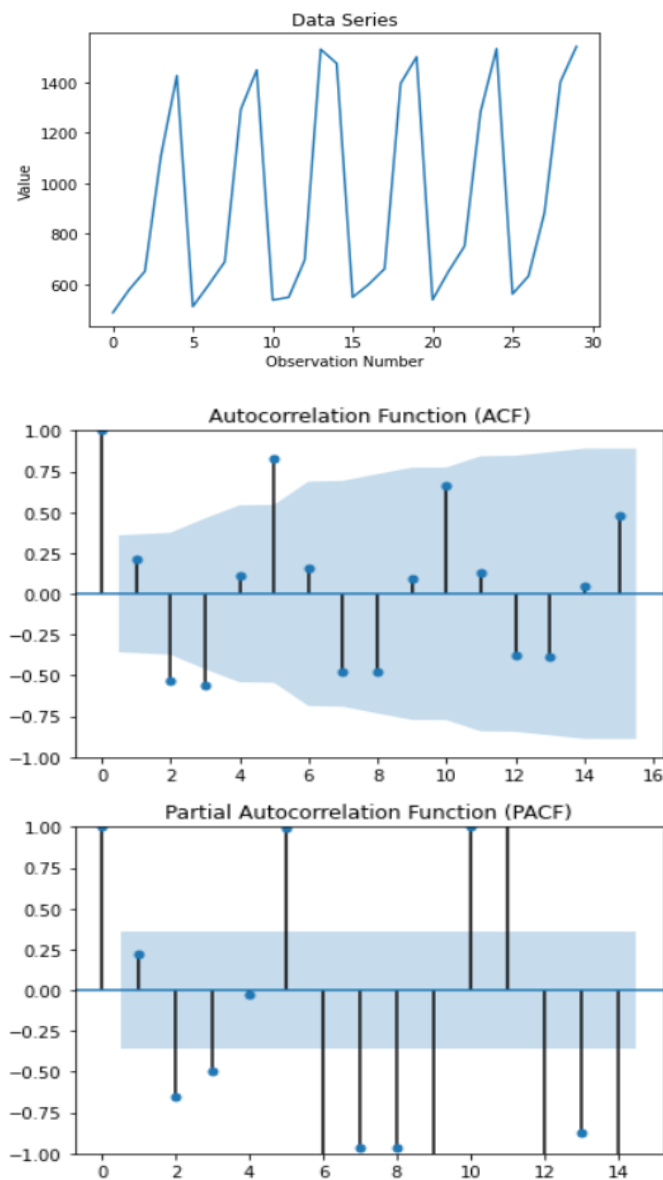 Data Series
1400
1200
1000
800
600
Value
0 5 10 15 20 25 30
Observation Number
Autocorrelation Function (ACF)
1.00
0.75
0.50
0.25
0.00
−0.25
−0.50
−0.75
−1.00
0 2 4 6 8 10 12 14 16
Partial Autocorrelation Function (PACF)
1.00
0.75
0.50
0.25
0.00
−0.25
−0.50
−0.75
−1.00
0 2 4 6 8 10 12 14